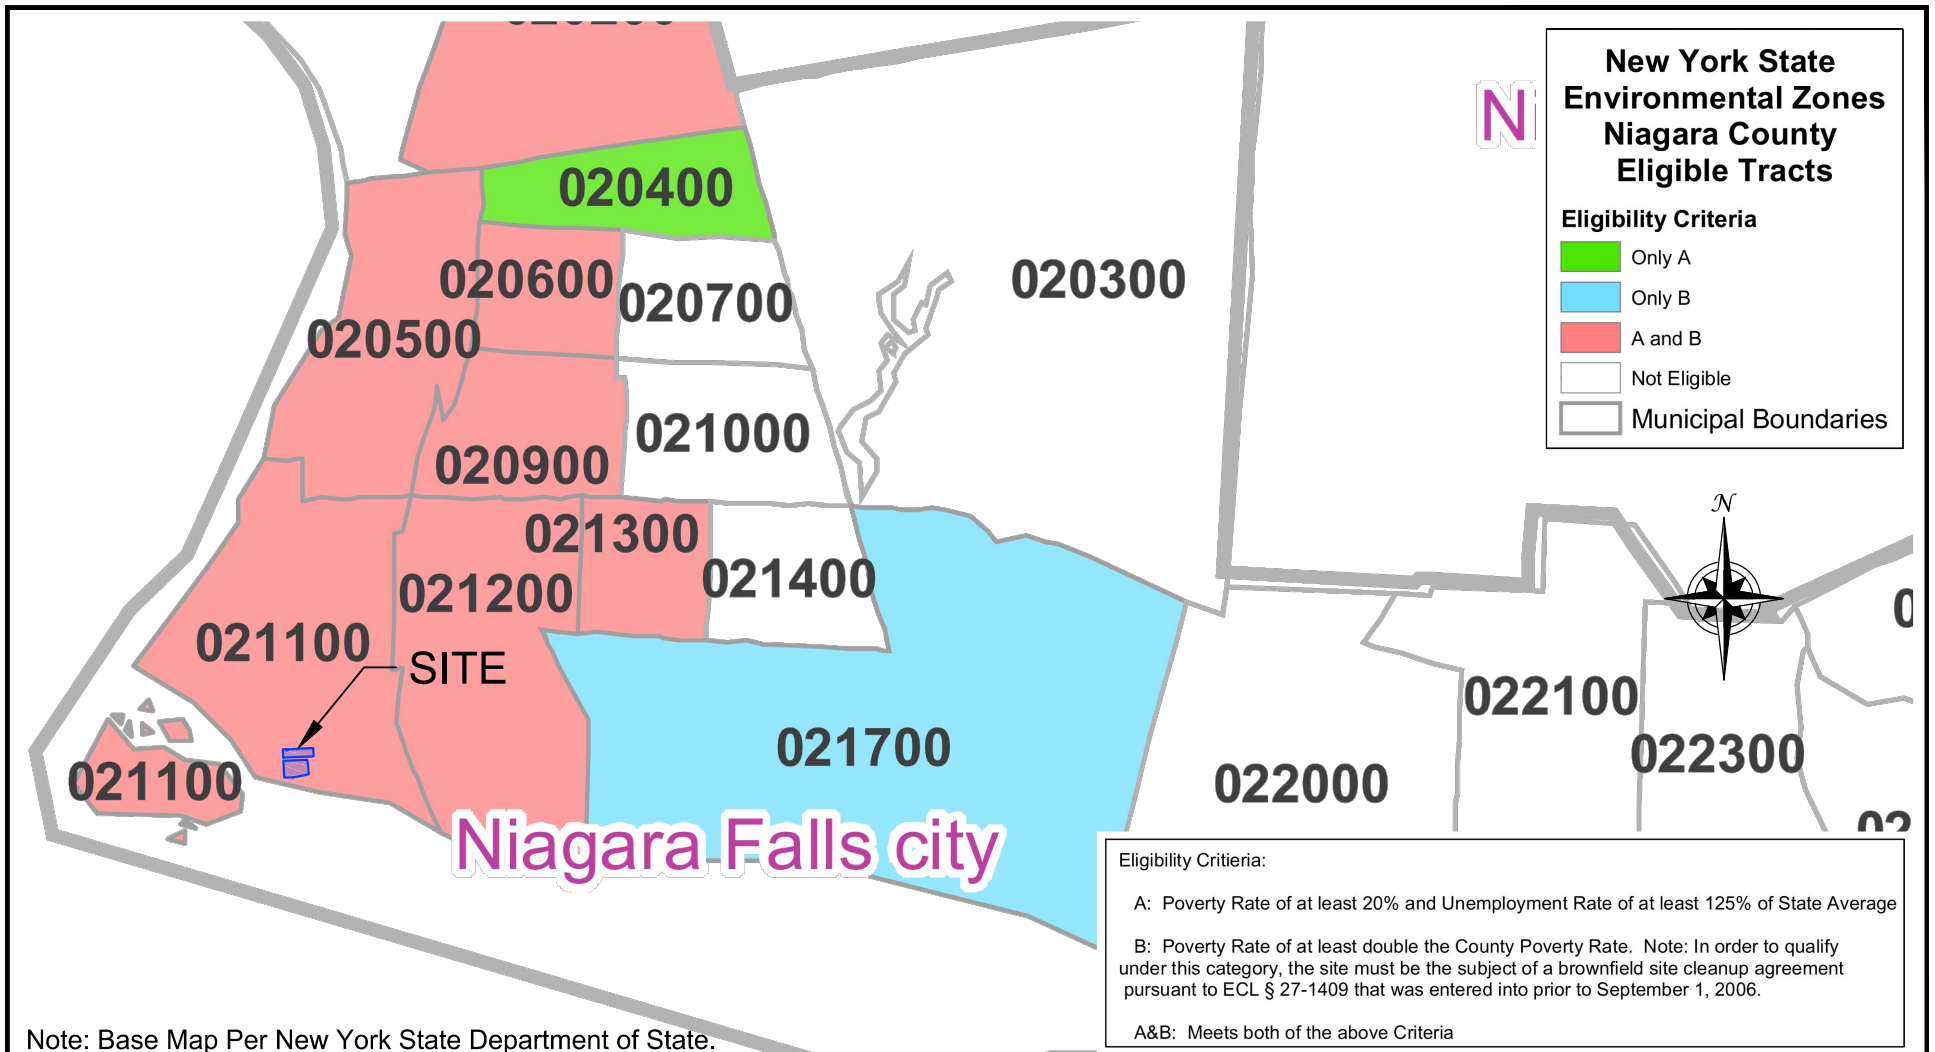 020200
New York State
Environmental Zones
Niagara County
Eligible Tracts
Eligibility Criteria
Only A
Only B
A and B
Not Eligible
Municipal Boundaries
020400
020600
020700
020300
020500
021000
020900
021300
021400
021200
021100
SITE
N
022100
022300
021700
022000
021100
Niagara Falls city
Eligibility Critieria:
A: Poverty Rate of at least 20% and Unemployment Rate of at least 125% of State Average
B: Poverty Rate of at least double the County Poverty Rate. Note: In order to qualify
under this category, the site must be the subject of a brownfield site cleanup agreement
pursuant to ECL § 27-1409 that was entered into prior to September 1, 2006.
A&B: Meets both of the above Criteria
Note: Base Map Per New York State Department of State.